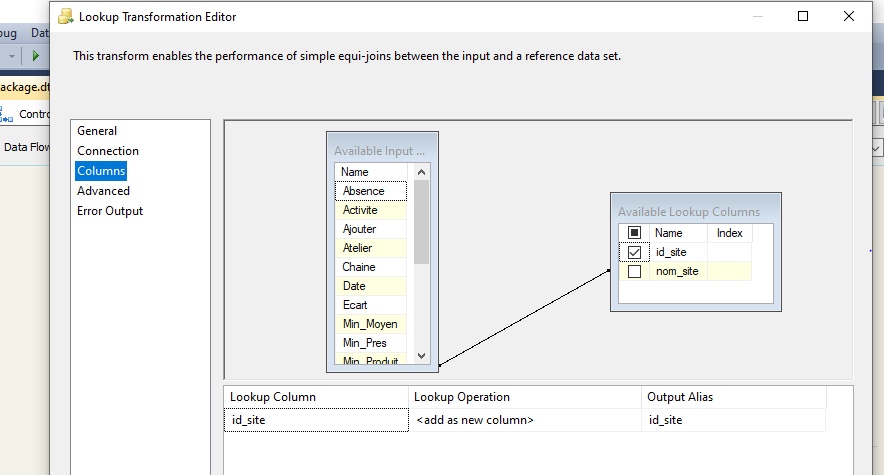 Lookup Transformation Editor
bug Dat
This transform enables the performance of simple equi-joins between the input and a reference data set.
ackage.dt
Contro
Data Flow
General
Connection
Columns
Advanced
Error Output
Available Input ...
Name
Absence
Activite
Ajouter
Atelier
Chaine
Date
Ecart
Min_Moyen
Min_Pres
Min_Produit
Available Lookup Columns
Name Index
id_site
nom_site
Lookup Column Lookup Operation Output Alias
id_site <add as new column> id_site